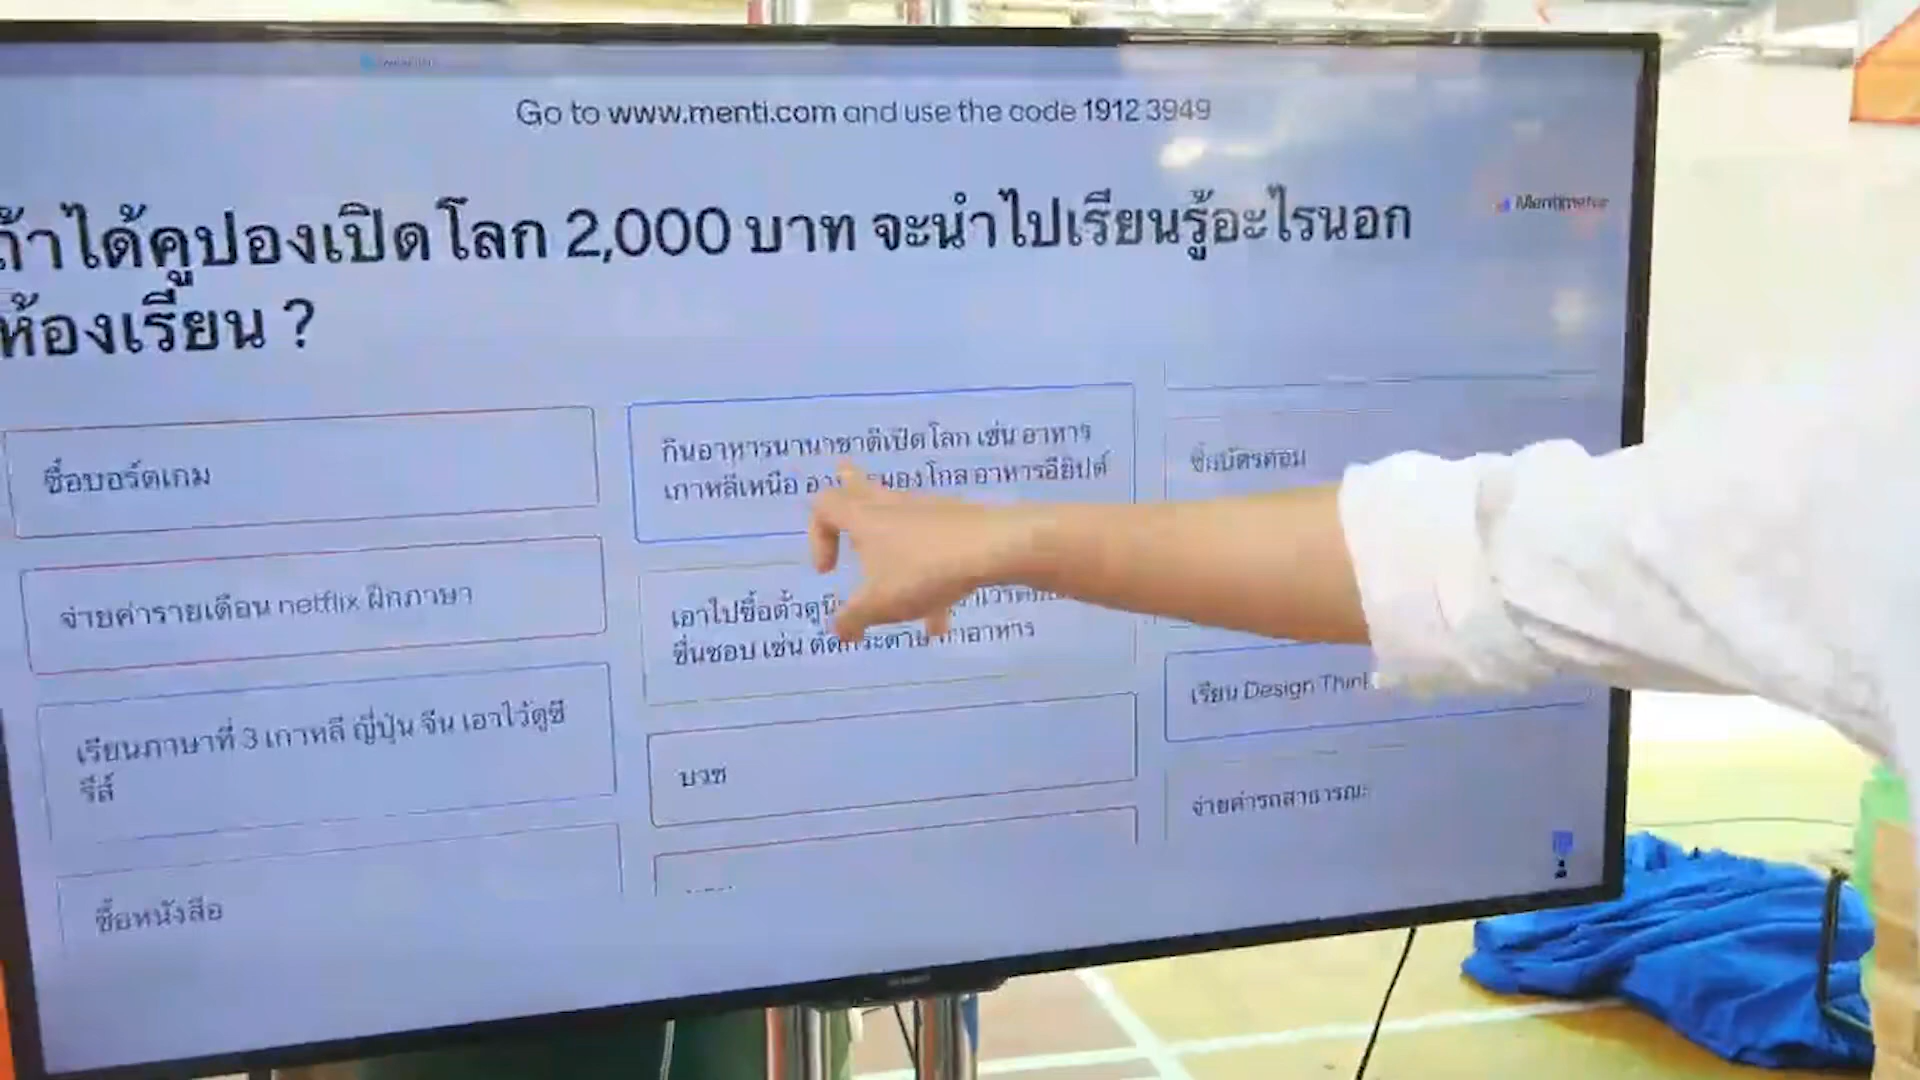 Go to www.menti.com and use the code 1912 3949
Mentimeter
ถ้าได้คูปองเปิดโลก 2,000 บาท จะนำไปเรียนรู้อะไรนอก
ห้องเรียน ?
ซื้อบอร์ดเกม
จ่ายค่ารายเดือน netflix ฝึกภาษา
เรียนภาษาที่ 3 เกาหลี ญี่ปุ่น จีน เอาไว้ดูซี
รีส์
ซื้อหนังสือ
กินอาหารนานาชาติเปิดโลก เช่น อาหาร
เกาหลีเหนือ มองโกล อาหารอียิปต์
เอาไปซื้อตั๋วดู
ชื่นชอบ เช่น ตัดกระดาษ ทำอาหาร
บวช
ซื้อบัตรคอน
เรียน Design
จ่ายค่ารถสาธารณะ